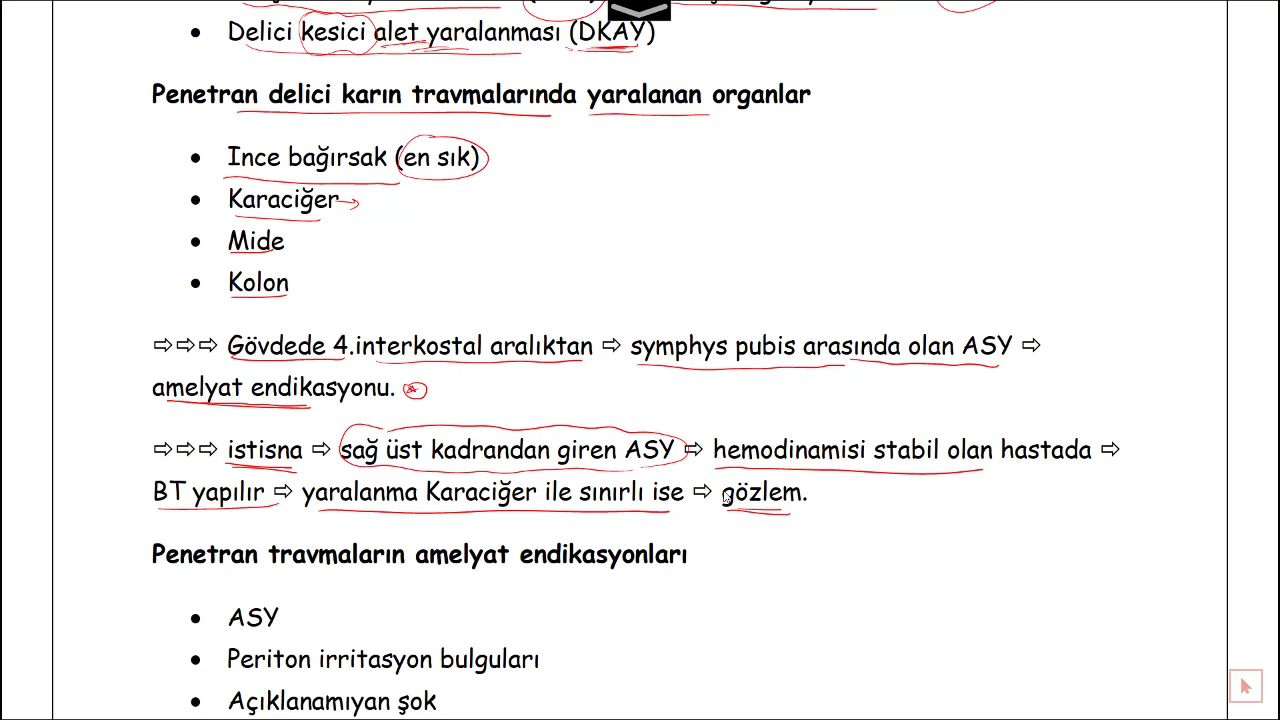 Delici kesici alet yaralanması (DKAY)
Penetran delici karın travmalarında yaralanan organlar
Ince bağırsak (en sık)
Karaciğer
Mide
Kolon
⇨⇨⇨ Gövdede 4.interkostal aralıktan ⇨ symphys pubis arasında olan ASY ⇨
amelyat endikasyonu.
⇨⇨⇨ istisna ⇨ sağ üst kadrandan giren ASY ⇨ hemodinamisi stabil olan hastada ⇨
BT yapılır ⇨ yaralanma Karaciğer ile sınırlı ise ⇨ gözlem.
Penetran travmaların amelyat endikasyonları
ASY
Periton irritasyon bulguları
Açıklanamıyan şok